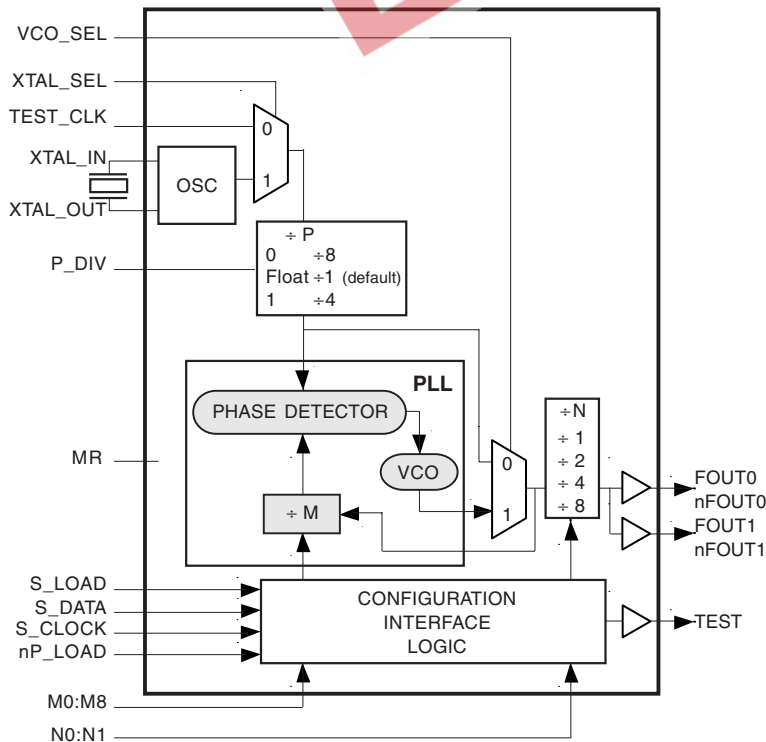 VCO_SEL
XTAL_SEL
TEST_CLK
0
XTAL_IN
OSC
1
XTAL_OUT
÷ P
0 ÷8
P_DIV
Float ÷1 (default)
1 ÷4
PLL
PHASE DETECTOR
÷N
÷ 1
÷ 2
÷ 4
÷ 8
MR
VCO
0
1
÷ M
FOUT0
nFOUT0
FOUT1
nFOUT1
S_LOAD
S_DATA
S_CLOCK
nP_LOAD
CONFIGURATION
INTERFACE
LOGIC
TEST
M0:M8
N0:N1